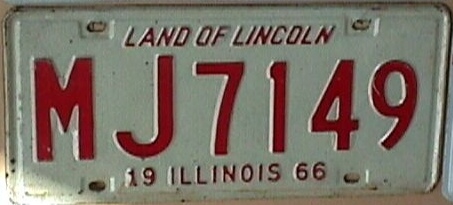 LAND OF LINCOLN
MJ7149
19 ILLINOIS 66